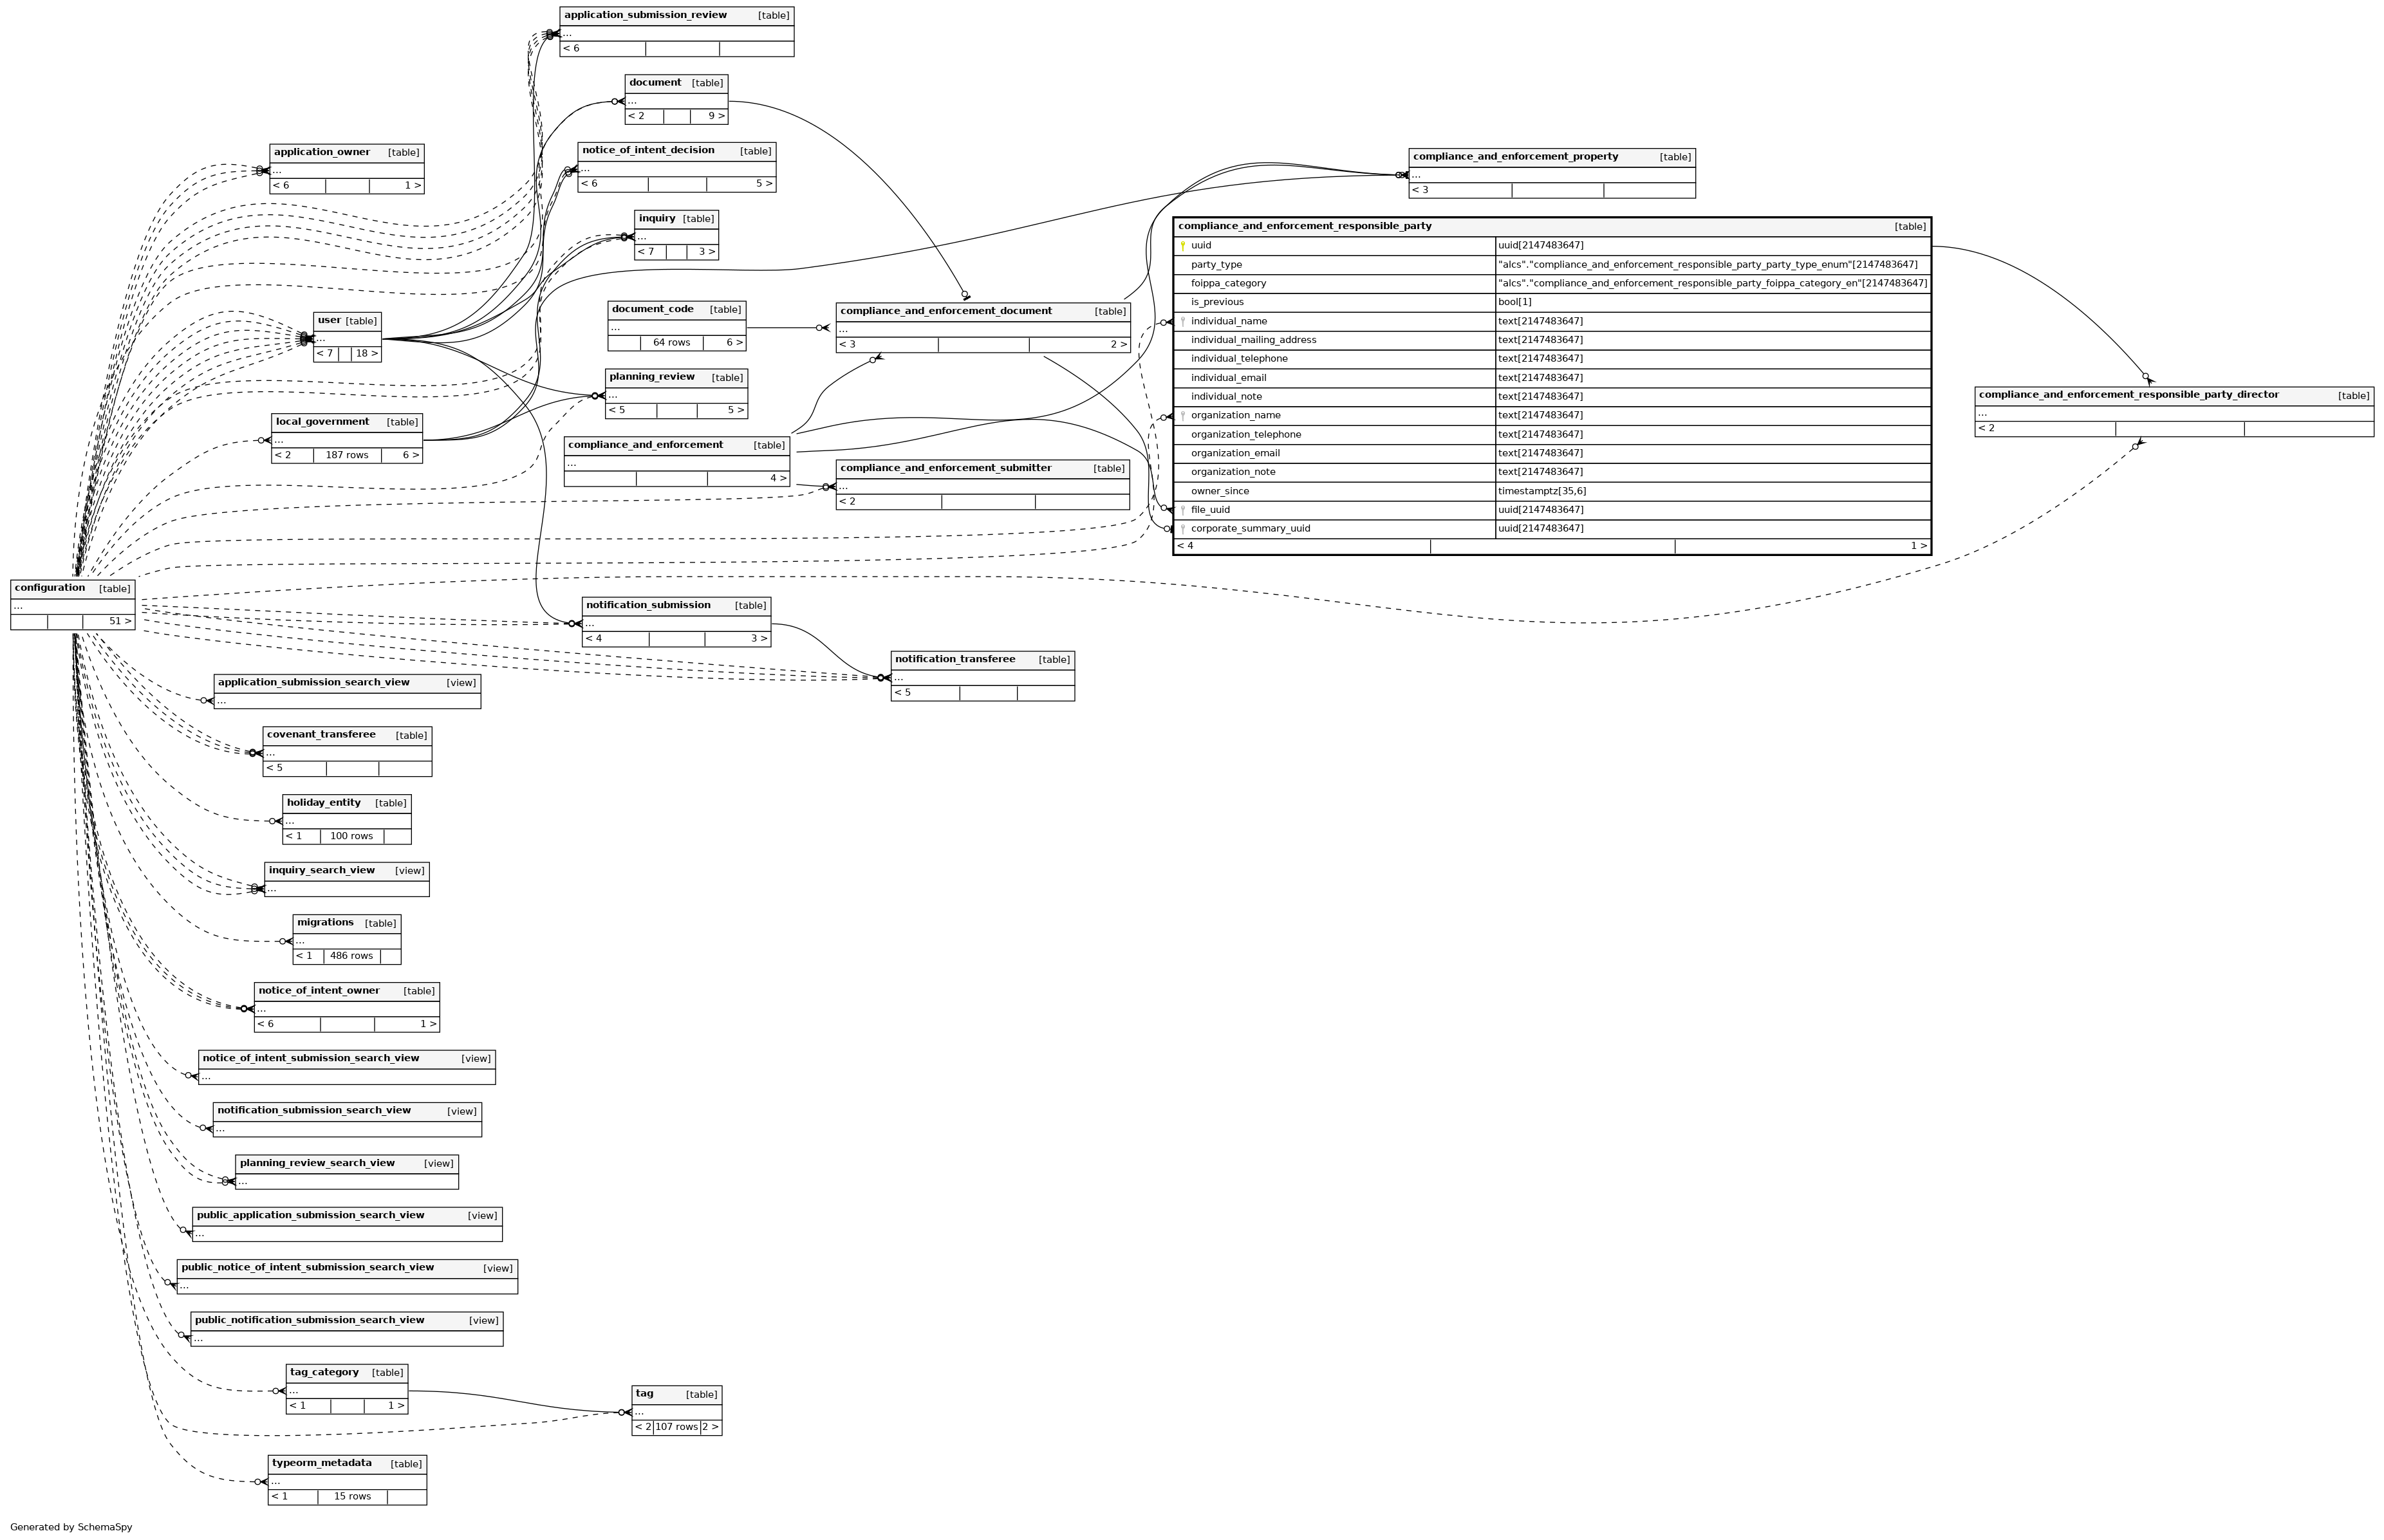 application_submission_review [table]
...
< 6
document [table]
...
< 2 9 >
application_owner [table]
...
< 6 1 >
notice_of_intent_decision [table]
...
< 6 5 >
compliance_and_enforcement_property [table]
...
< 3
inquiry [table]
...
< 7 3 >
compliance_and_enforcement_responsible_party [table]
uuid uuid[2147483647]
party_type "alcs"."compliance_and_enforcement_responsible_party_party_type_enum"[2147483647]
foippa_category "alcs"."compliance_and_enforcement_responsible_party_foippa_category_en"[2147483647]
is_previous bool[1]
individual_name text[2147483647]
individual_mailing_address text[2147483647]
individual_telephone text[2147483647]
individual_email text[2147483647]
individual_note text[2147483647]
organization_name text[2147483647]
organization_telephone text[2147483647]
organization_email text[2147483647]
organization_note text[2147483647]
owner_since timestamptz[35,6]
file_uuid uuid[2147483647]
corporate_summary_uuid uuid[2147483647]
< 4 1 >
user [table]
...
< 7 18 >
document_code [table]
...
64 rows 6 >
compliance_and_enforcement_document [table]
...
< 3 2 >
planning_review [table]
...
< 5 5 >
compliance_and_enforcement_responsible_party_director [table]
...
< 2
local_government [table]
...
< 2 187 rows 6 >
compliance_and_enforcement [table]
...
4 >
compliance_and_enforcement_submitter [table]
...
< 2
configuration [table]
...
51 >
notification_submission [table]
...
< 4 3 >
notification_transferee [table]
...
< 5
application_submission_search_view [view]
...
covenant_transferee [table]
...
< 5
holiday_entity [table]
...
< 1 100 rows
inquiry_search_view [view]
...
migrations [table]
...
< 1 486 rows
notice_of_intent_owner [table]
...
< 6 1 >
notice_of_intent_submission_search_view [view]
...
notification_submission_search_view [view]
...
planning_review_search_view [view]
...
public_application_submission_search_view [view]
...
public_notice_of_intent_submission_search_view [view]
...
public_notification_submission_search_view [view]
...
tag_category [table]
...
< 1 1 >
tag [table]
...
< 2 107 rows 2 >
typeorm_metadata [table]
...
< 1 15 rows
Generated by SchemaSpy